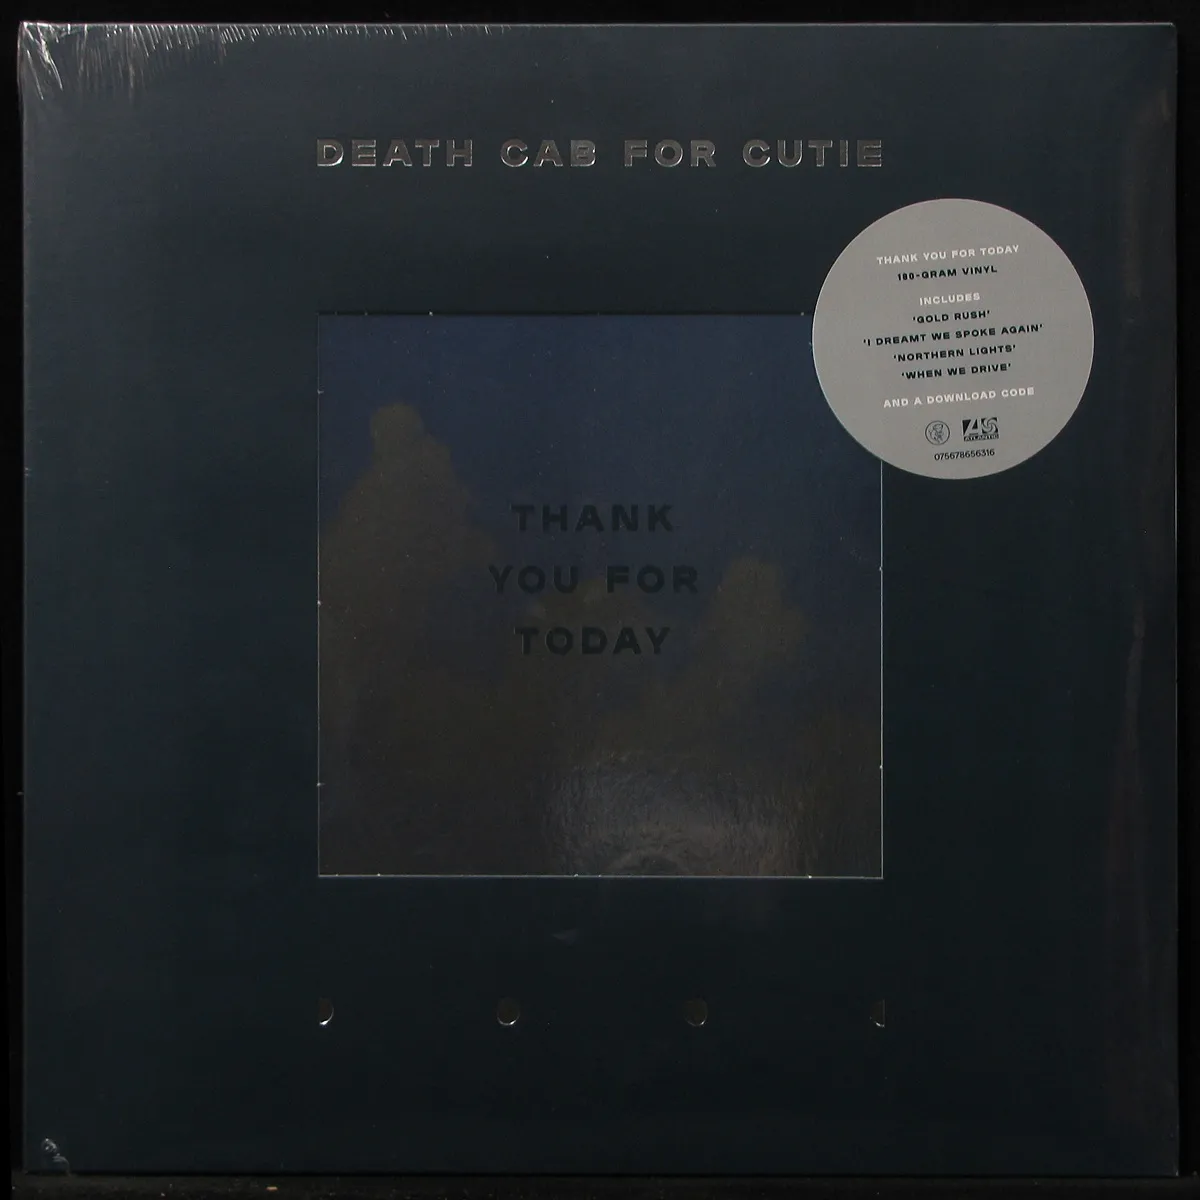 DEATH CAB FOR CUTIE
THANK YOU FOR TODAY
180-GRAM VINYL
INCLUDES
'GOLD RUSH'
'I DREAMT WE SPOKE AGAIN'
'NORTHERN LIGHTS'
'WHEN WE DRIVE'
AND A DOWNLOAD CODE
ATLANTIC
075678656316
THANK
YOU FOR
TODAY